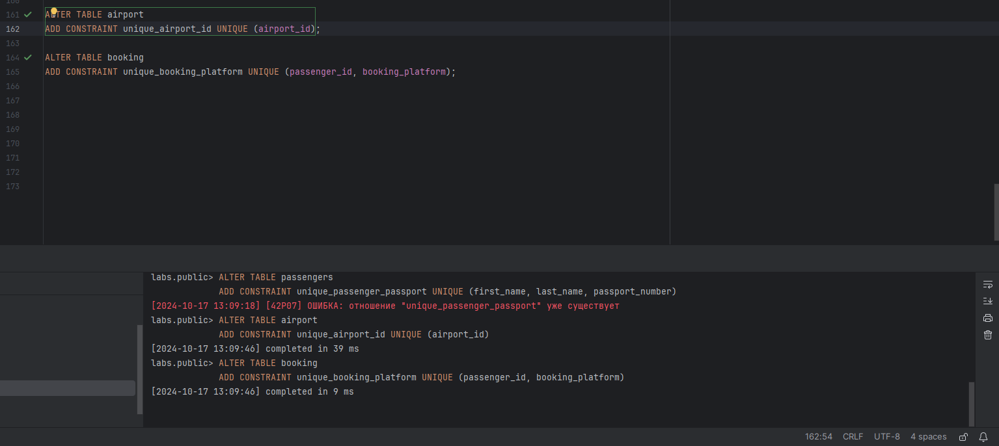 160
161 ALTER TABLE airport
162 ADD CONSTRAINT unique_airport_id UNIQUE (airport_id);
163
164 ALTER TABLE booking
165 ADD CONSTRAINT unique_booking_platform UNIQUE (passenger_id, booking_platform);
166
167
168
169
170
171
172
173
labs.public> ALTER TABLE passengers
ADD CONSTRAINT unique_passenger_passport UNIQUE (first_name, last_name, passport_number)
[2024-10-17 13:09:18] [42P07] ОШИБКА: отношение "unique_passenger_passport" уже существует
labs.public> ALTER TABLE airport
ADD CONSTRAINT unique_airport_id UNIQUE (airport_id)
[2024-10-17 13:09:46] completed in 39 ms
labs.public> ALTER TABLE booking
ADD CONSTRAINT unique_booking_platform UNIQUE (passenger_id, booking_platform)
[2024-10-17 13:09:46] completed in 9 ms
162:54 CRLF UTF-8 4 spaces